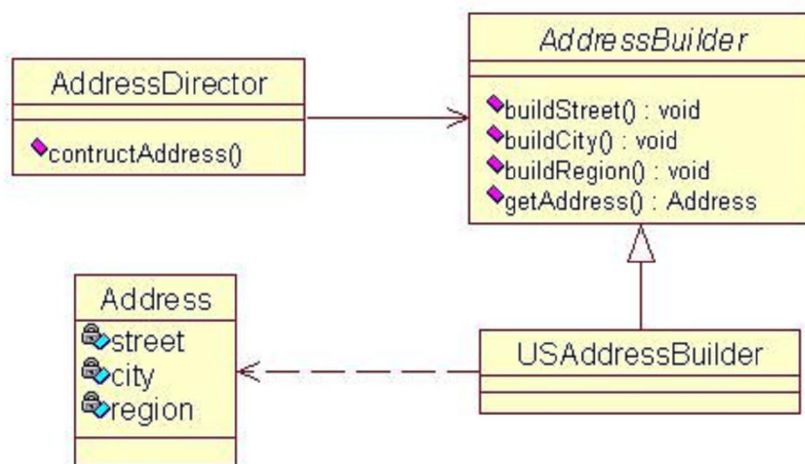 AddressDirector
contructAddress()
AddressBuilder
buildStreet() : void
buildCity() : void
buildRegion() : void
getAddress() : Address
Address
street
city
region
USAddressBuilder